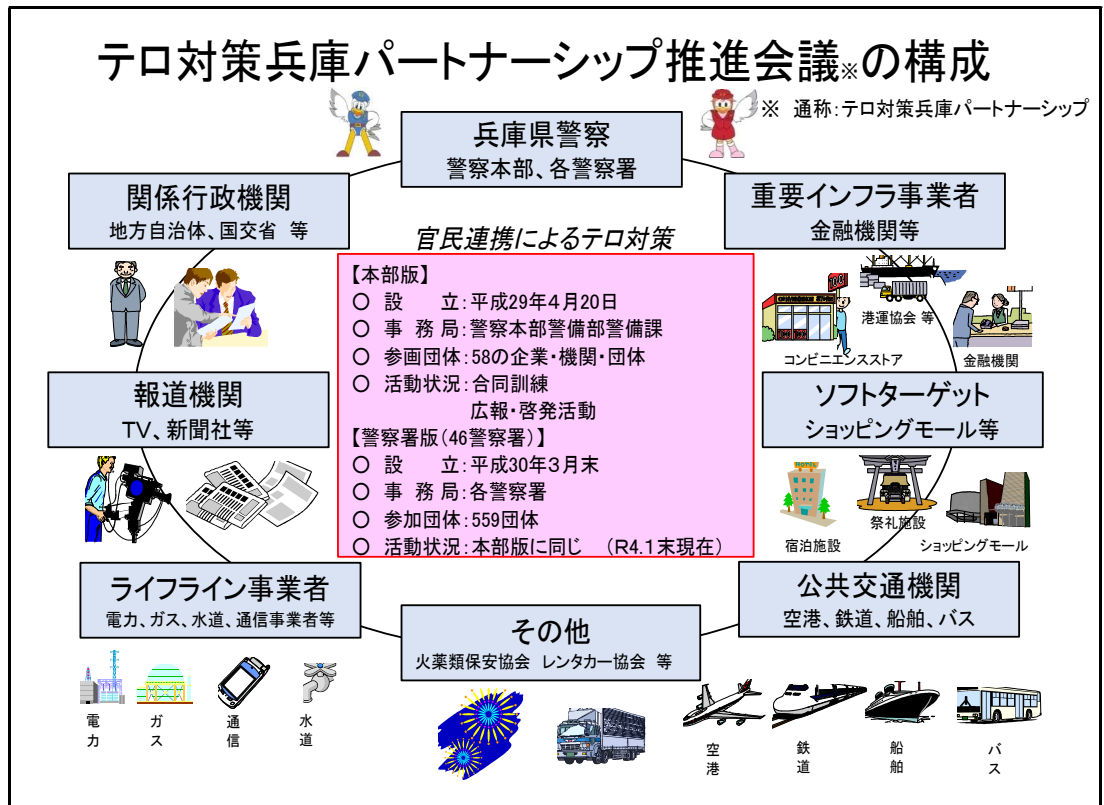 テロ対策兵庫パートナーシップ推進会議※の構成
※ 通称:テロ対策兵庫パートナーシップ
兵庫県警察
警察本部、各警察署
関係行政機関
地方自治体、国交省 等
重要インフラ事業者
金融機関等
官民連携によるテロ対策
【本部版】
○ 設 立:平成29年4月20日
○ 事 務 局:警察本部警備部警備課
○ 参画団体:58の企業・機関・団体
○ 活動状況:合同訓練
広報・啓発活動
【警察署版(46警察署)】
○ 設 立:平成30年3月末
○ 事 務 局:各警察署
○ 参加団体:559団体
○ 活動状況:本部版に同じ (R4.1末現在)
港運協会 等
コンビニエンスストア
金融機関
報道機関
TV、新聞社等
ソフトターゲット
ショッピングモール等
祭礼施設
宿泊施設
ショッピングモール
ライフライン事業者
電力、ガス、水道、通信事業者等
その他
火薬類保安協会 レンタカー協会 等
公共交通機関
空港、鉄道、船舶、バス
電力
ガス
通信
水道
空港
鉄道
船舶
バス